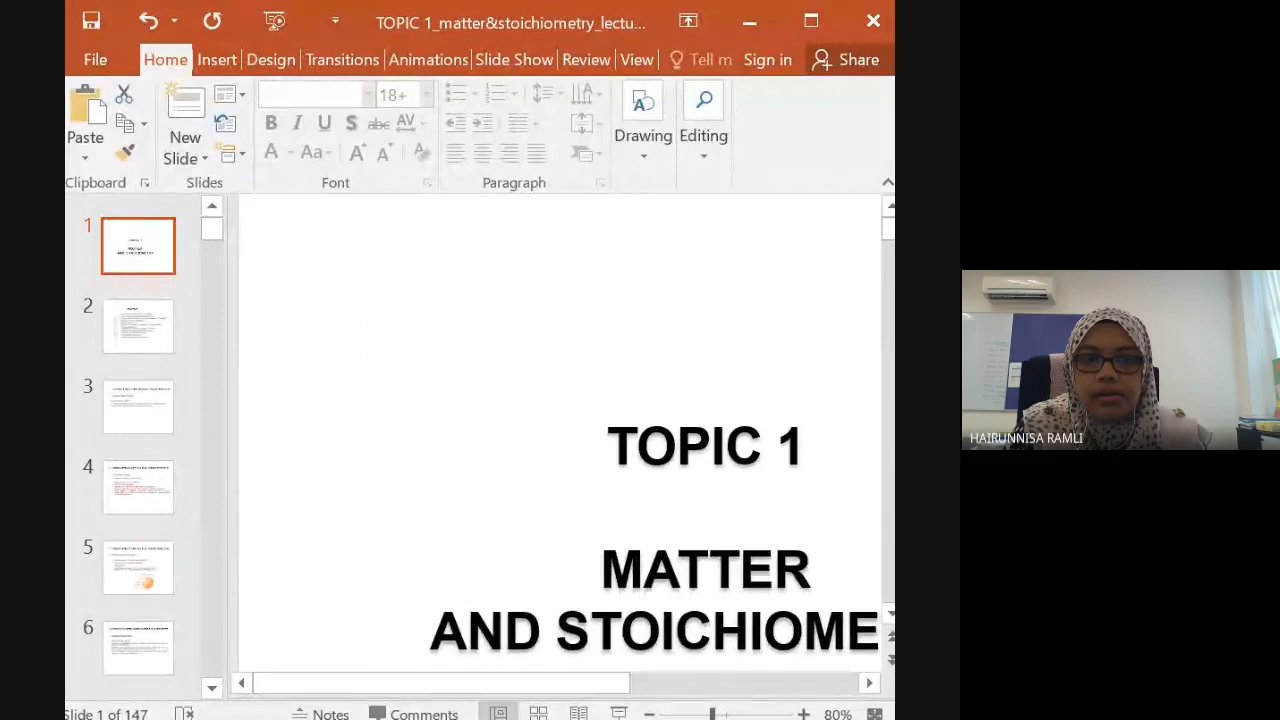 TOPIC 1_matter&stoichiometry_lectu...
File Home Insert Design Transitions Animations Slide Show Review View Tell m Sign in Share
18+
Paste
New
Slide
Drawing
Editing
Clipboard
Slides
Font
Paragraph
1
2
3
4
5
6
TOPIC 1
MATTER
AND STOICHIOME
HAIRUNNISA RAMLI
Slide 1 of 147
Notes
Comments
80%